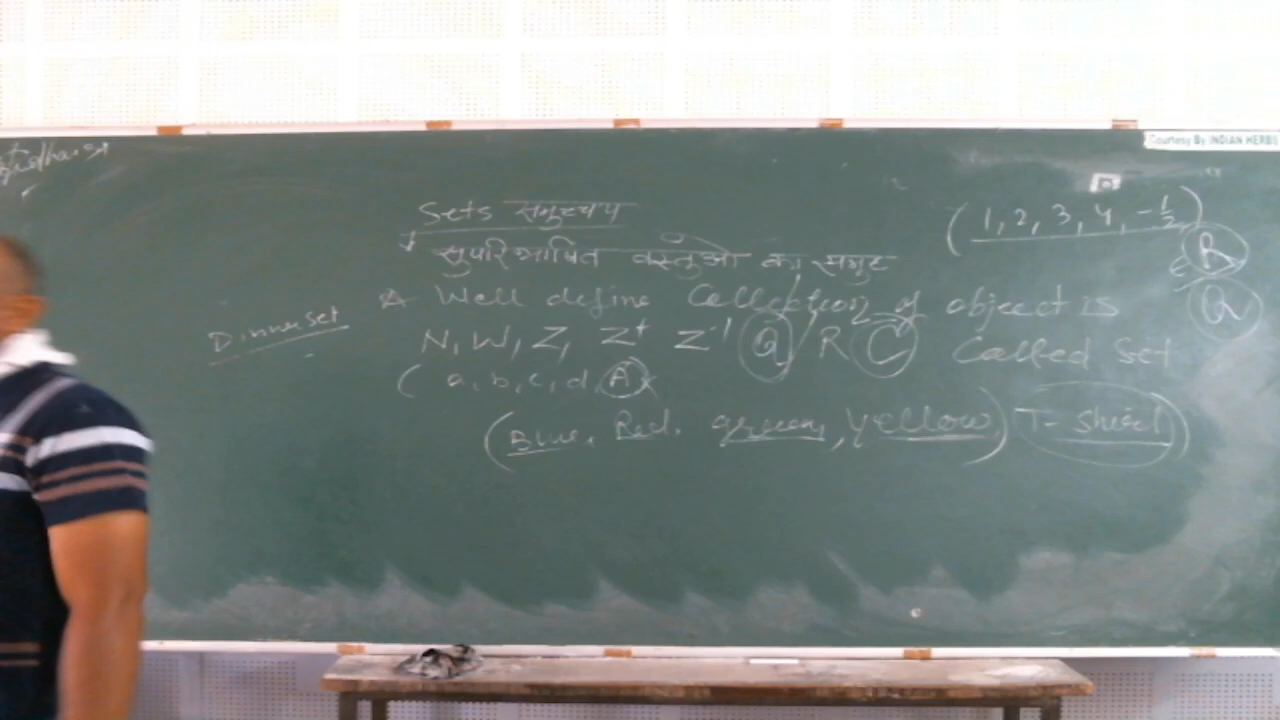 Courtesy By INDIAN HERBS
Sets समुच्चय
(1, 2, 3, 4, -1/2)
R
सुपरिभाषित वस्तुओ का समुह
Q
A Well define Collection of object is
Dinner set
N, W, Z, Z+ Z-1 Q R C Called Set
( a, b, c, d, A
(Blue, Red, green, yellow) T-shirt)